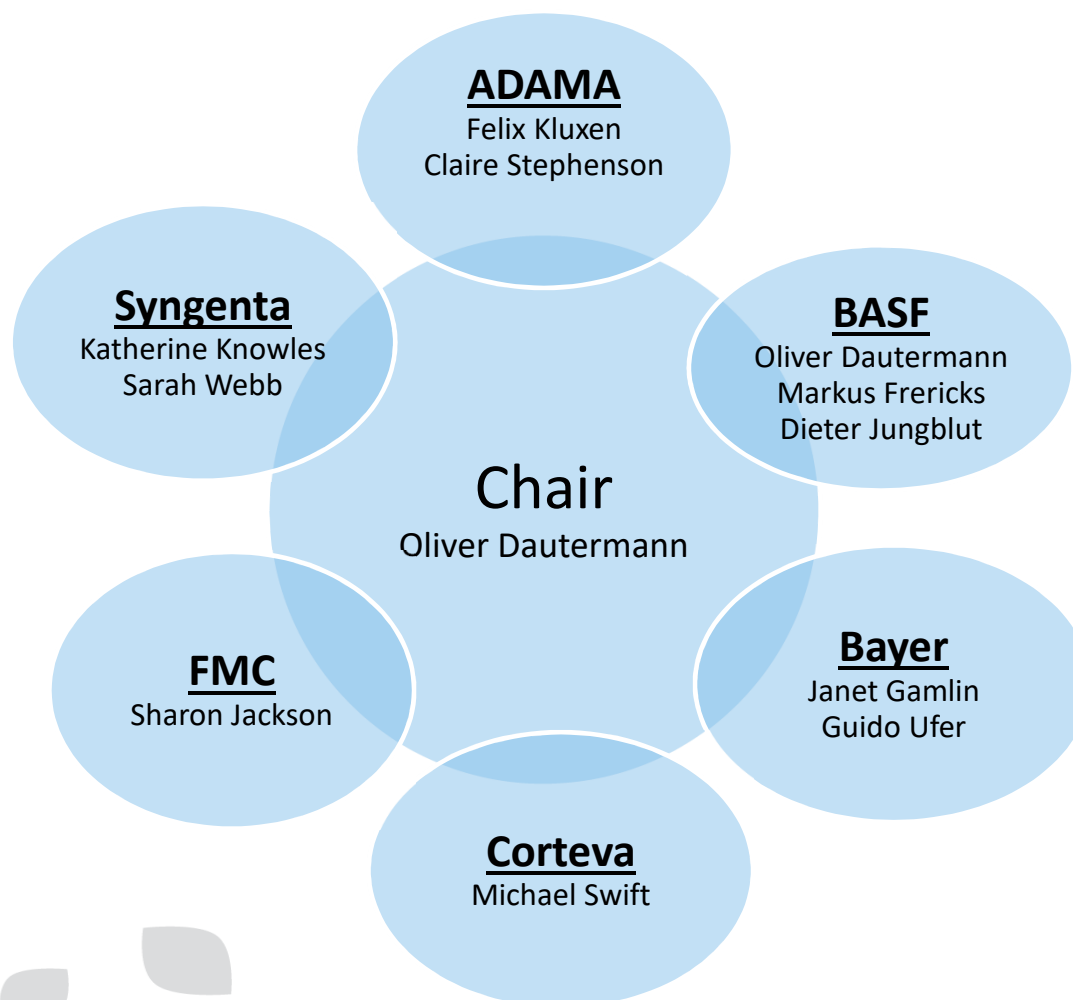 ADAMA
Felix Kluxen
Claire Stephenson
Syngenta
Katherine Knowles
Sarah Webb
BASF
Oliver Dautermann
Markus Frericks
Dieter Jungblut
Chair
Oliver Dautermann
FMC
Sharon Jackson
Bayer
Janet Gamlin
Guido Ufer
Corteva
Michael Swift